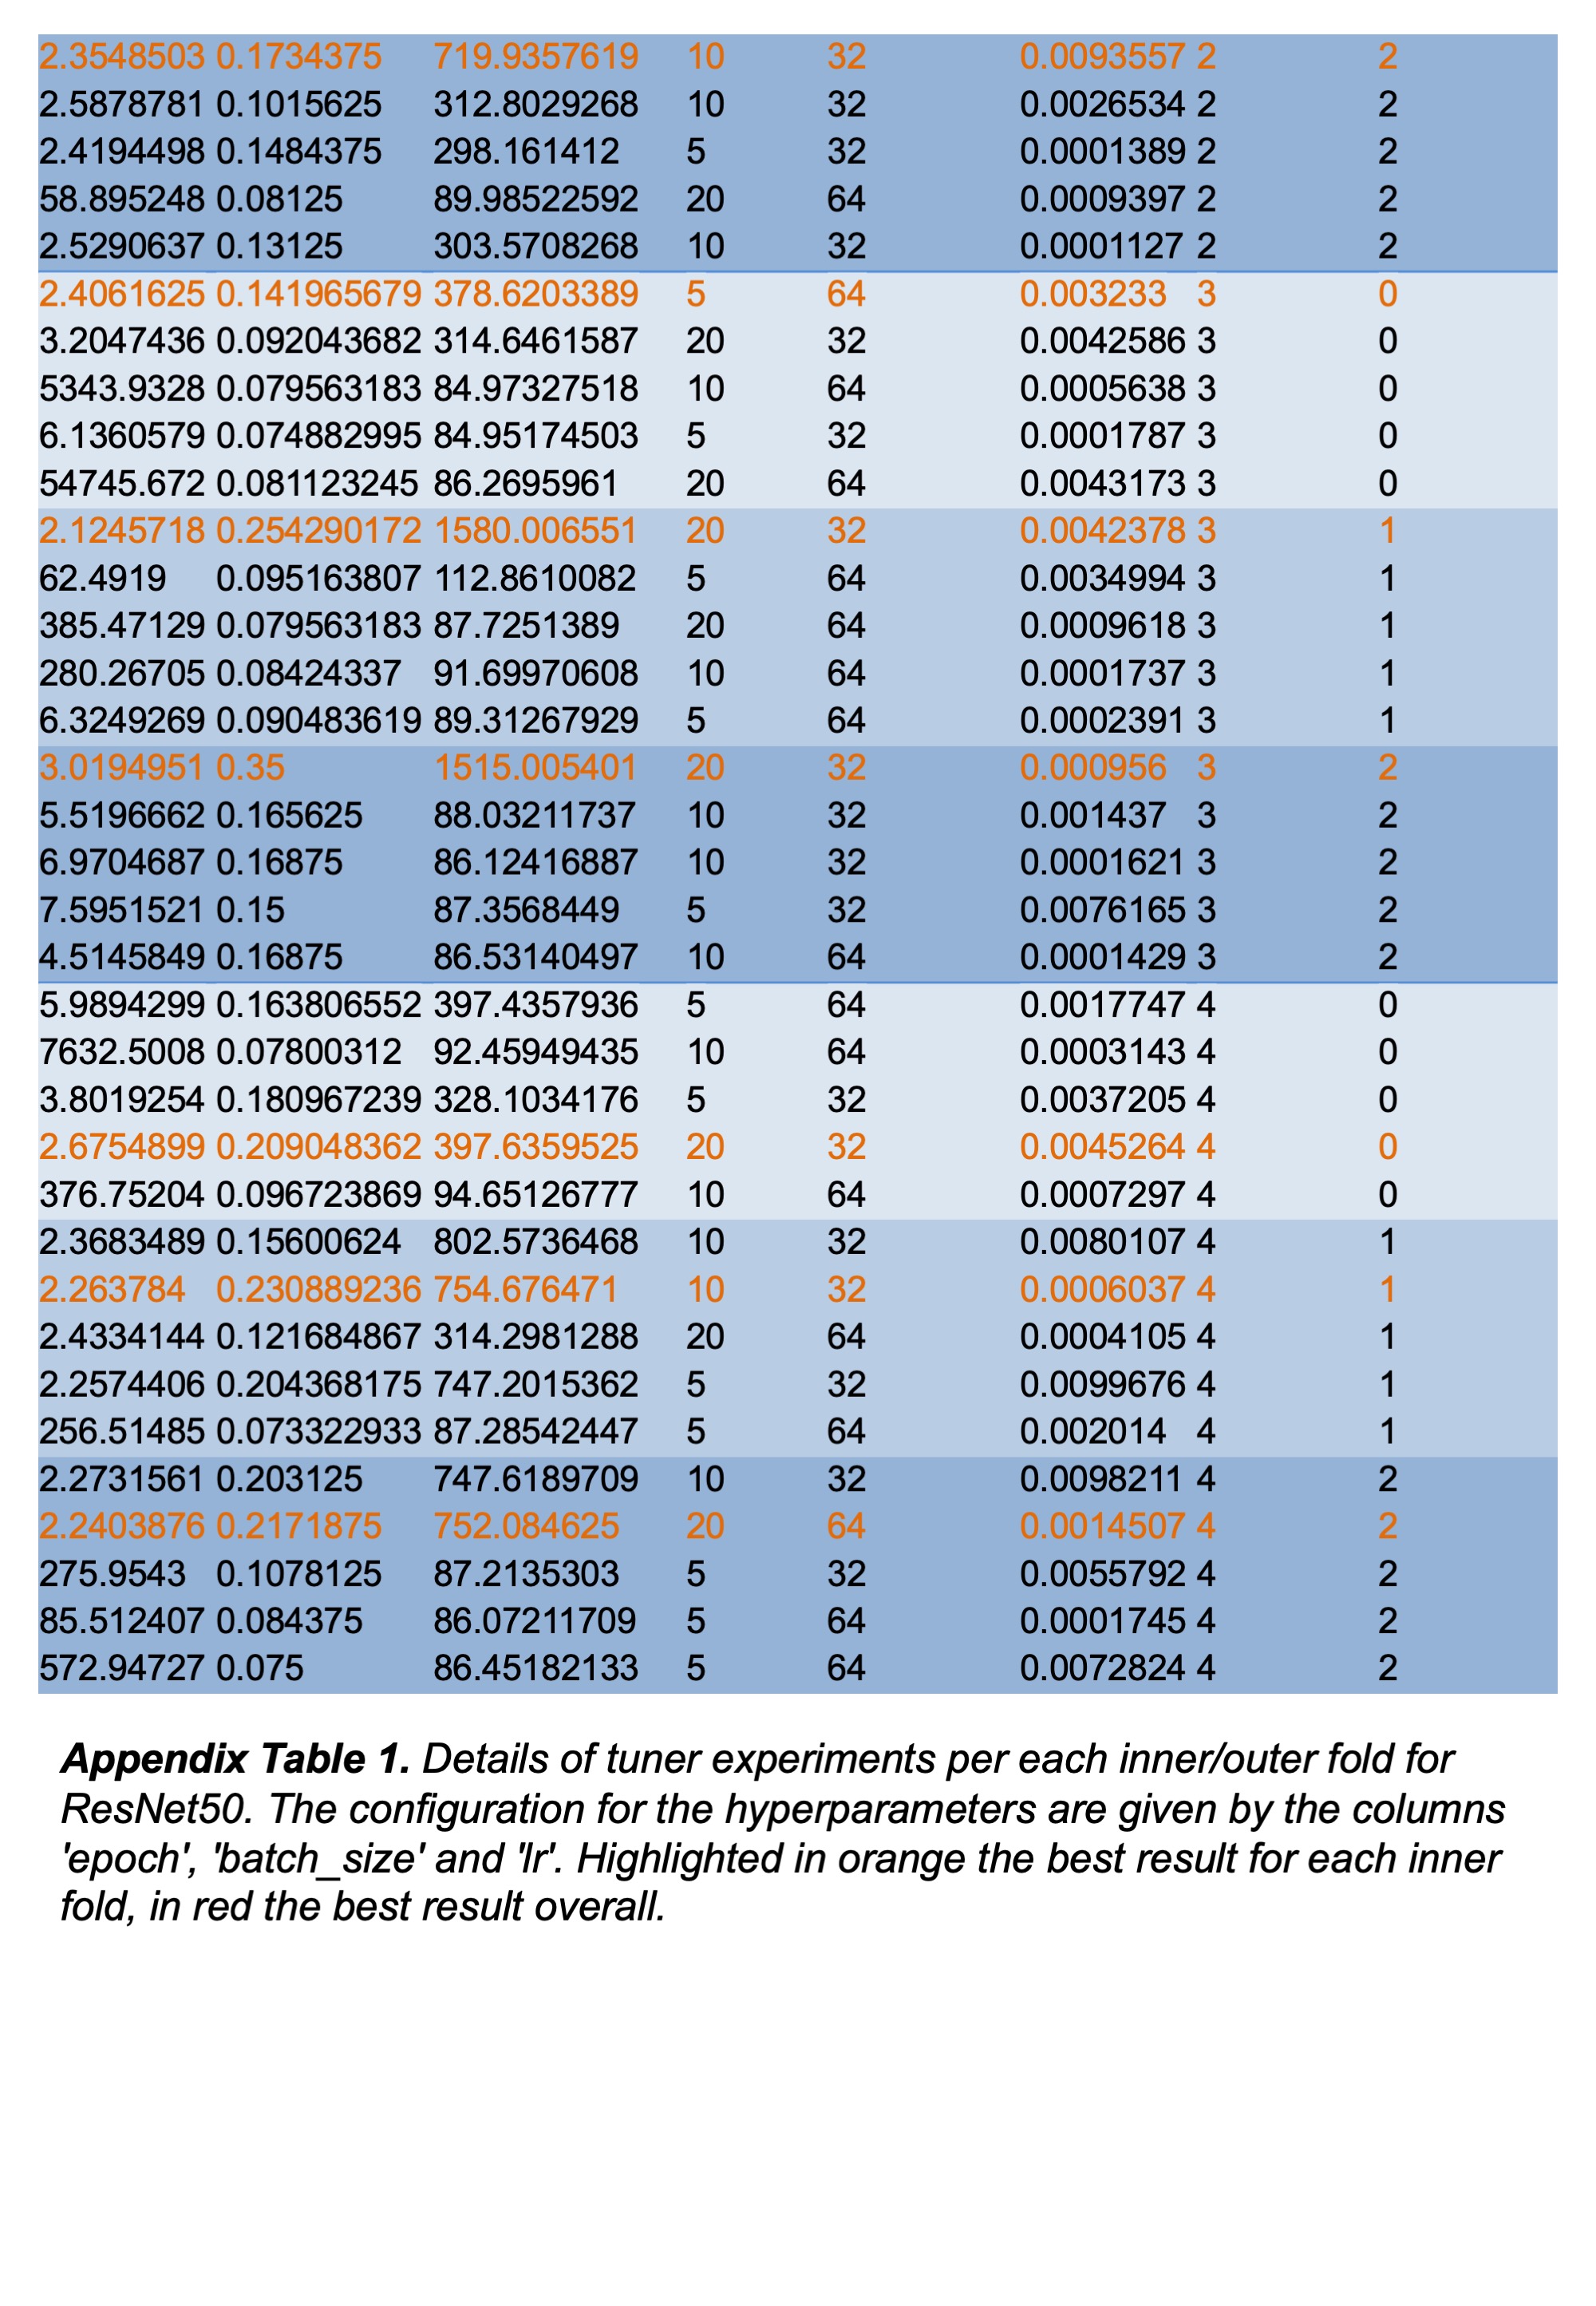 2.3548503 0.1734375 719.9357619 10 32 0.0093557 2 2
2.5878781 0.1015625 312.8029268 10 32 0.0026534 2 2
2.4194498 0.1484375 298.161412 5 32 0.0001389 2 2
58.895248 0.08125 89.98522592 20 64 0.0009397 2 2
2.5290637 0.13125 303.5708268 10 32 0.0001127 2 2
2.4061625 0.141965679 378.6203389 5 64 0.003233 3 0
3.2047436 0.092043682 314.6461587 20 32 0.0042586 3 0
5343.9328 0.079563183 84.97327518 10 64 0.0005638 3 0
6.1360579 0.074882995 84.95174503 5 32 0.0001787 3 0
54745.672 0.081123245 86.2695961 20 64 0.0043173 3 0
2.1245718 0.254290172 1580.006551 20 32 0.0042378 3 1
62.4919 0.095163807 112.8610082 5 64 0.0034994 3 1
385.47129 0.079563183 87.7251389 20 64 0.0009618 3 1
280.26705 0.08424337 91.69970608 10 64 0.0001737 3 1
6.3249269 0.090483619 89.31267929 5 64 0.0002391 3 1
3.0194951 0.35 1515.005401 20 32 0.000956 3 2
5.5196662 0.165625 88.03211737 10 32 0.001437 3 2
6.9704687 0.16875 86.12416887 10 32 0.0001621 3 2
7.5951521 0.15 87.3568449 5 32 0.0076165 3 2
4.5145849 0.16875 86.53140497 10 64 0.0001429 3 2
5.9894299 0.163806552 397.4357936 5 64 0.0017747 4 0
7632.5008 0.07800312 92.45949435 10 64 0.0003143 4 0
3.8019254 0.180967239 328.1034176 5 32 0.0037205 4 0
2.6754899 0.209048362 397.6359525 20 32 0.0045264 4 0
376.75204 0.096723869 94.65126777 10 64 0.0007297 4 0
2.3683489 0.15600624 802.5736468 10 32 0.0080107 4 1
2.263784 0.230889236 754.676471 10 32 0.0006037 4 1
2.4334144 0.121684867 314.2981288 20 64 0.0004105 4 1
2.2574406 0.204368175 747.2015362 5 32 0.0099676 4 1
256.51485 0.073322933 87.28542447 5 64 0.002014 4 1
2.2731561 0.203125 747.6189709 10 32 0.0098211 4 2
2.2403876 0.2171875 752.084625 20 64 0.0014507 4 2
275.9543 0.1078125 87.2135303 5 32 0.0055792 4 2
85.512407 0.084375 86.07211709 5 64 0.0001745 4 2
572.94727 0.075 86.45182133 5 64 0.0072824 4 2
Appendix Table 1. Details of tuner experiments per each inner/outer fold for
ResNet50. The configuration for the hyperparameters are given by the columns
'epoch', 'batch_size' and 'lr'. Highlighted in orange the best result for each inner
fold, in red the best result overall.